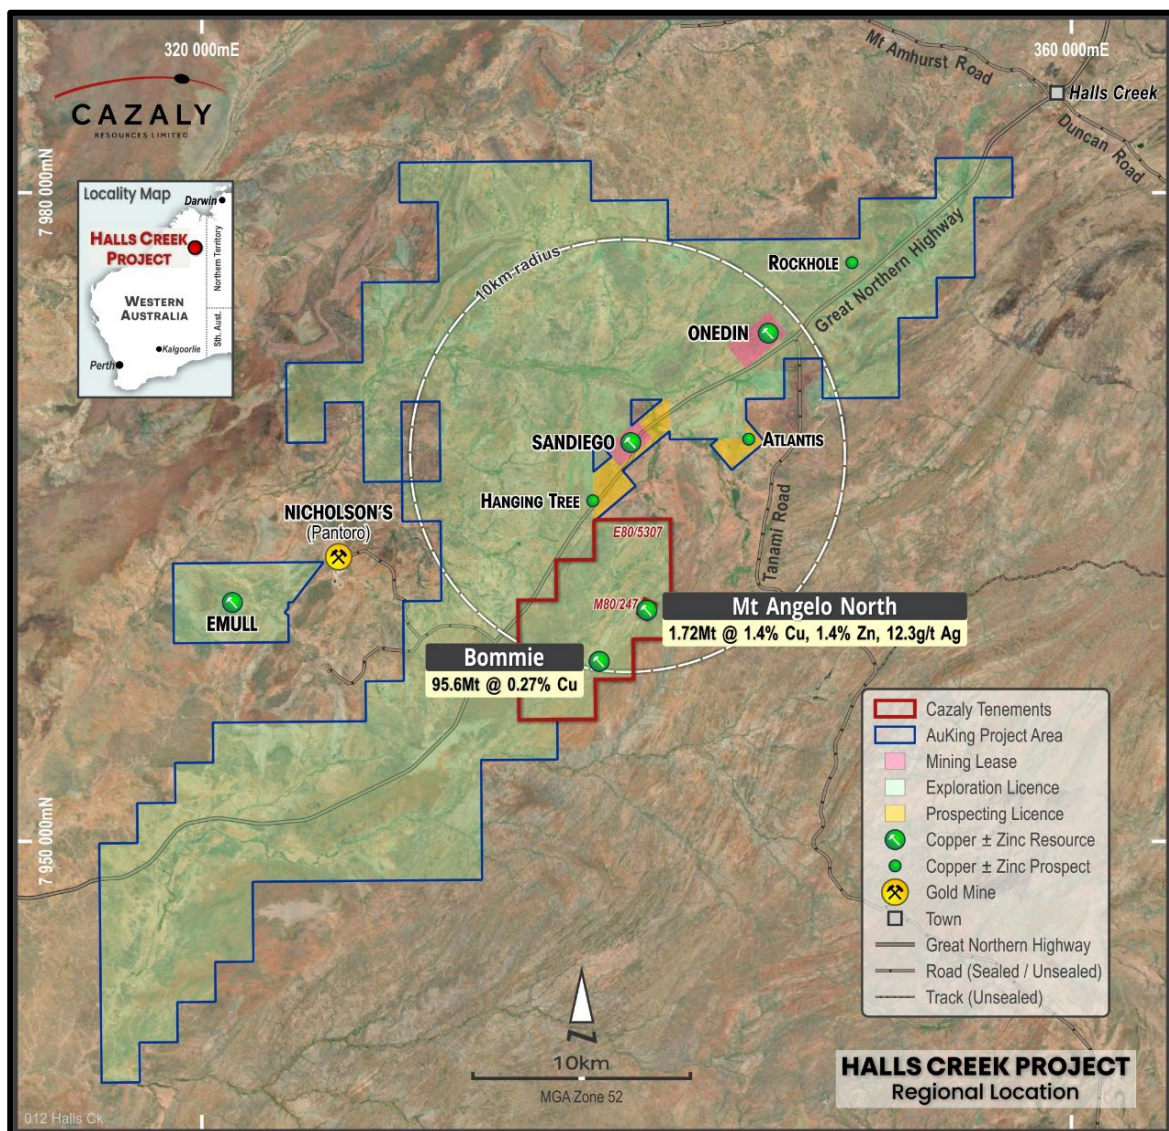 320 000mE
360 000mE
Mt Amhurst Road
Halls Creek
Duncan Road
CAZALY
RESOURCES LIMITED
7 980 000mN
Locality Map
Darwin
HALLS CREEK
PROJECT
Northern Territory
WESTERN
AUSTRALIA
Sth. Aust.
Kalgoorlie
Perth
10km radius
ROCKHOLE
Great Northern Highway
ONEDIN
SANDIEGO
ATLANTIS
HANGING TREE
NICHOLSON'S
(Pantoro)
Tanami Road
E80/5307
EMULL
M80/247
Mt Angelo North
1.72Mt @ 1.4% Cu, 1.4% Zn, 12.3g/t Ag
Bommie
95.6Mt @ 0.27% Cu
7 950 000mN
Cazaly Tenements
AuKing Project Area
Mining Lease
Exploration Licence
Prospecting Licence
Copper ± Zinc Resource
Copper ± Zinc Prospect
Gold Mine
Town
Great Northern Highway
Road (Sealed / Unsealed)
Track (Unsealed)
N
10km
MGA Zone 52
HALLS CREEK PROJECT
Regional Location
012 Halls Ck